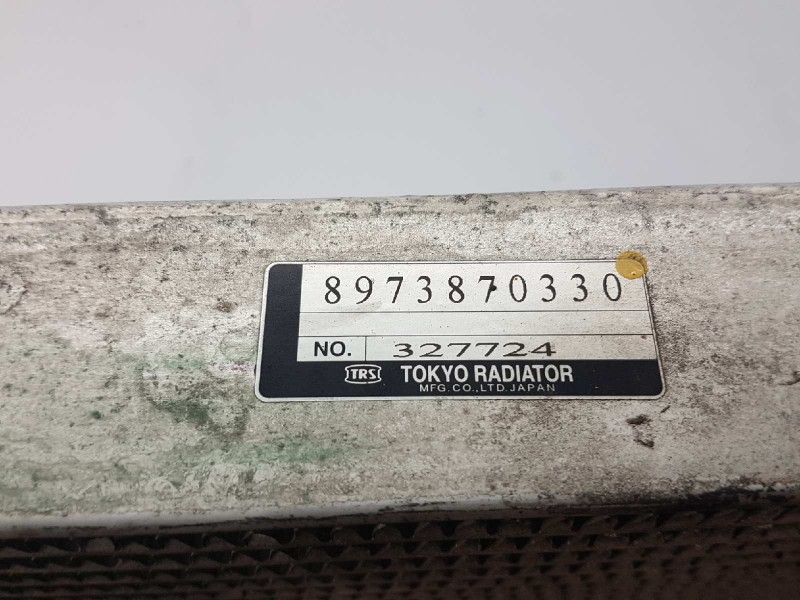 8973870330
NO. 327724
TRS TOKYO RADIATOR
MFG.CO.,LTD.JAPAN